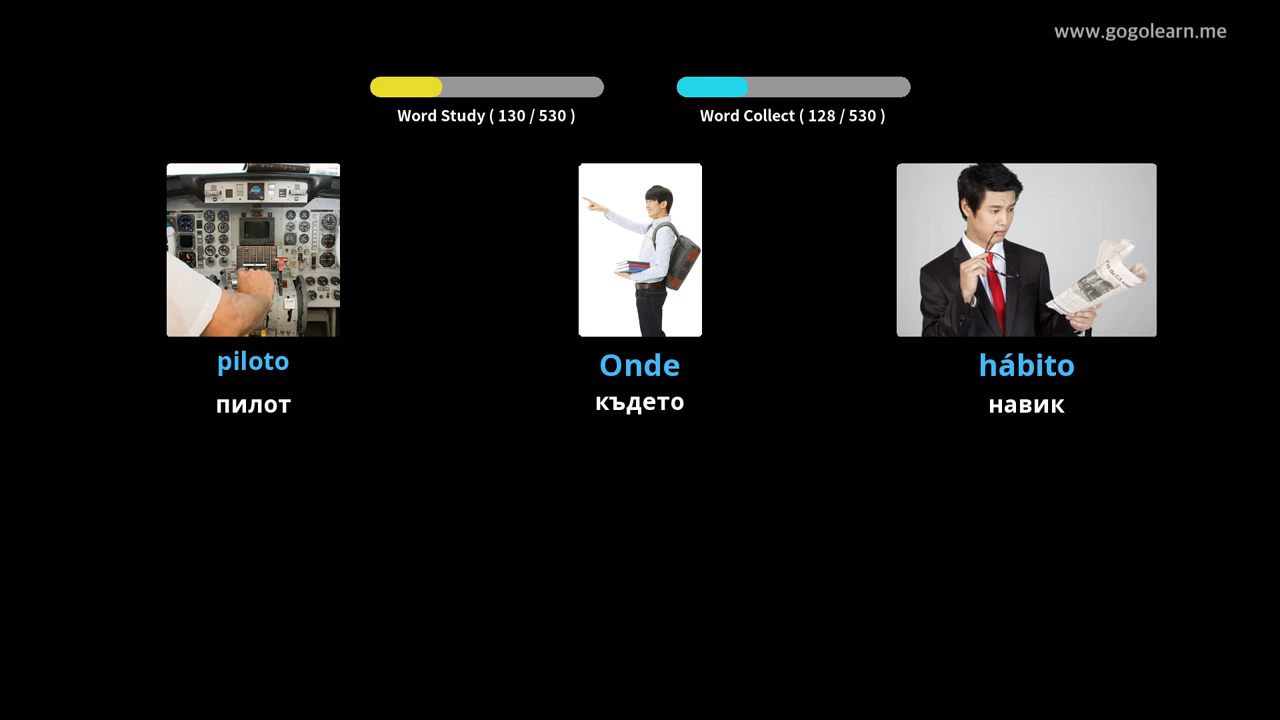 www.gogolearn.me
Word Study ( 130 / 530 )
Word Collect ( 128 / 530 )
piloto
Onde
hábito
пилот
където
навик